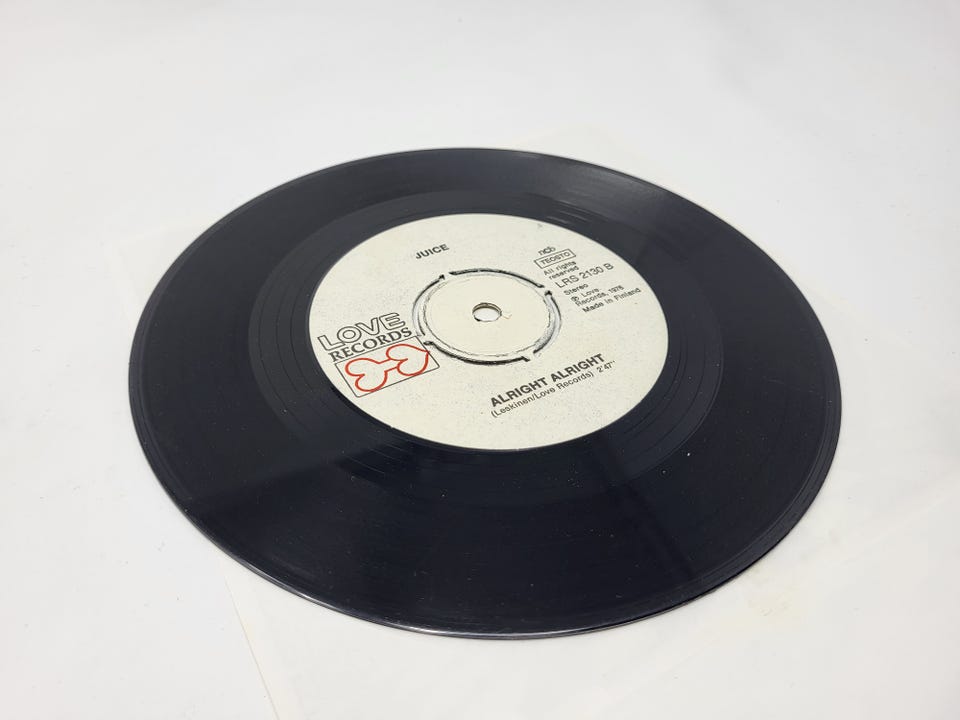 JUICE
ncb
TEOSTO
All rights
reserved
LRS 2130 B
Stereo
℗ Love
Records, 1976
Made in Finland
LOVE
RECORDS
ALRIGHT ALRIGHT
(Leskinen/Love Records) 2'47''